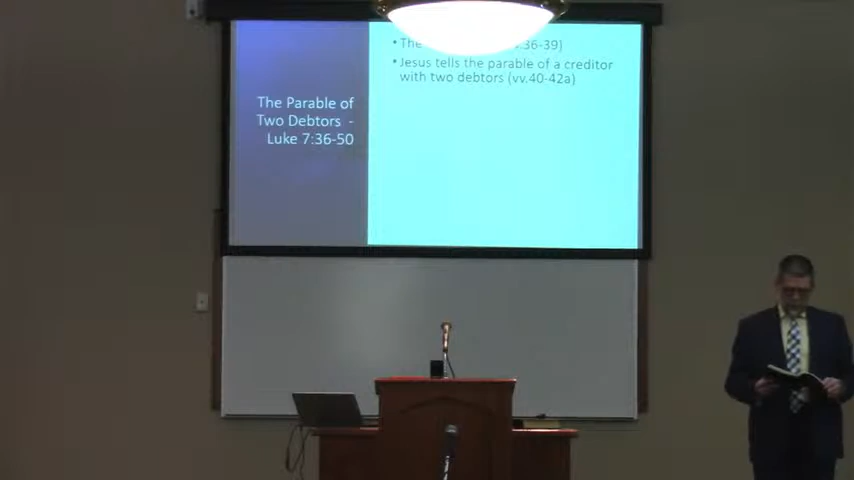 The Parable of
Two Debtors -
Luke 7:36-50
• The .36-39)
• Jesus tells the parable of a creditor
with two debtors (vv.40-42a)